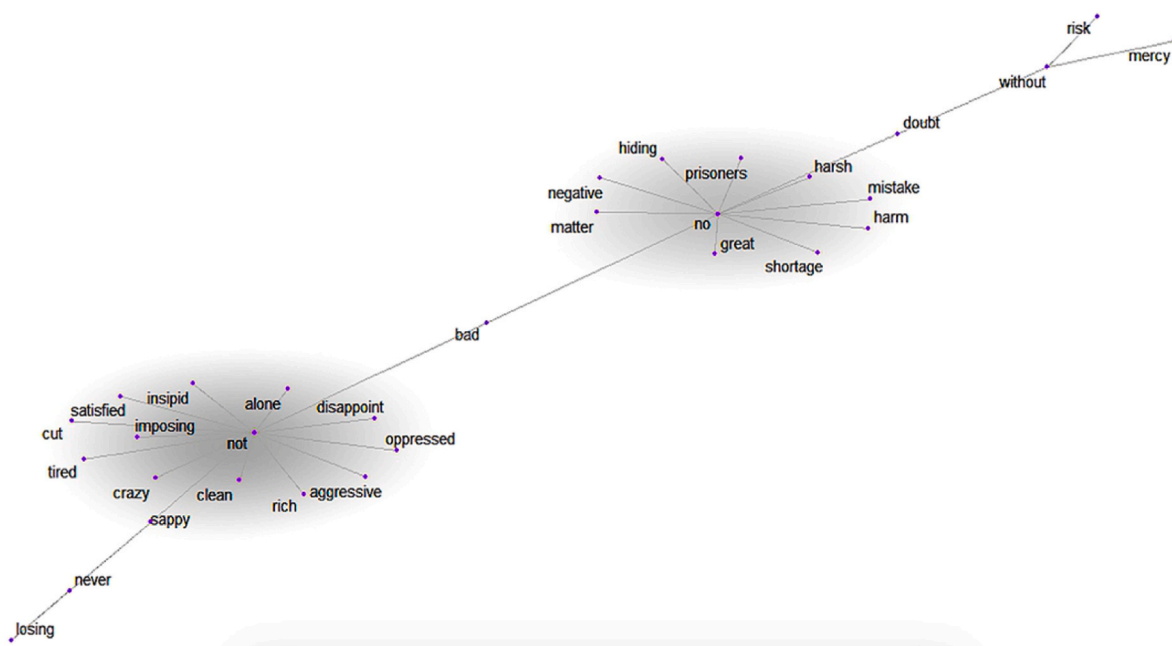 risk
mercy
without
doubt
hiding
prisoners
harsh
negative
mistake
matter
no
harm
great
shortage
bad
insipid
alone
satisfied
disappoint
cut
imposing
not
oppressed
tired
crazy
clean
rich
aggressive
sappy
never
losing